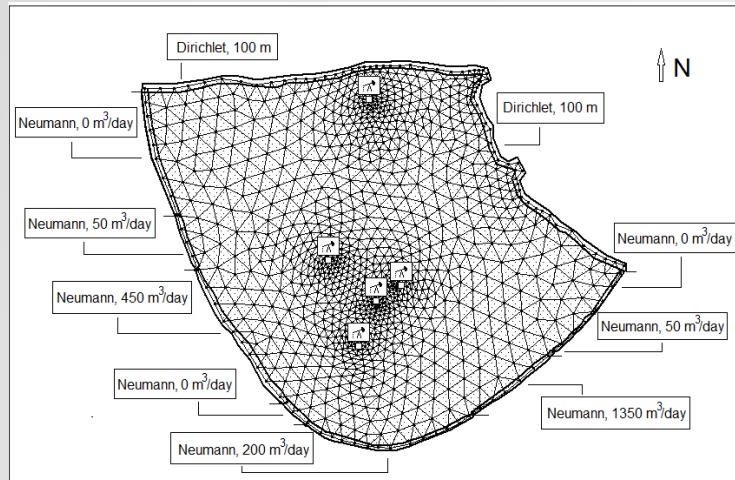 Dirichlet, 100 m
N
Dirichlet, 100 m
Neumann, 0 m³/day
Neumann, 50 m³/day
Neumann, 0 m³/day
Neumann, 450 m³/day
Neumann, 50 m³/day
Neumann, 0 m³/day
Neumann, 1350 m³/day
Neumann, 200 m³/day